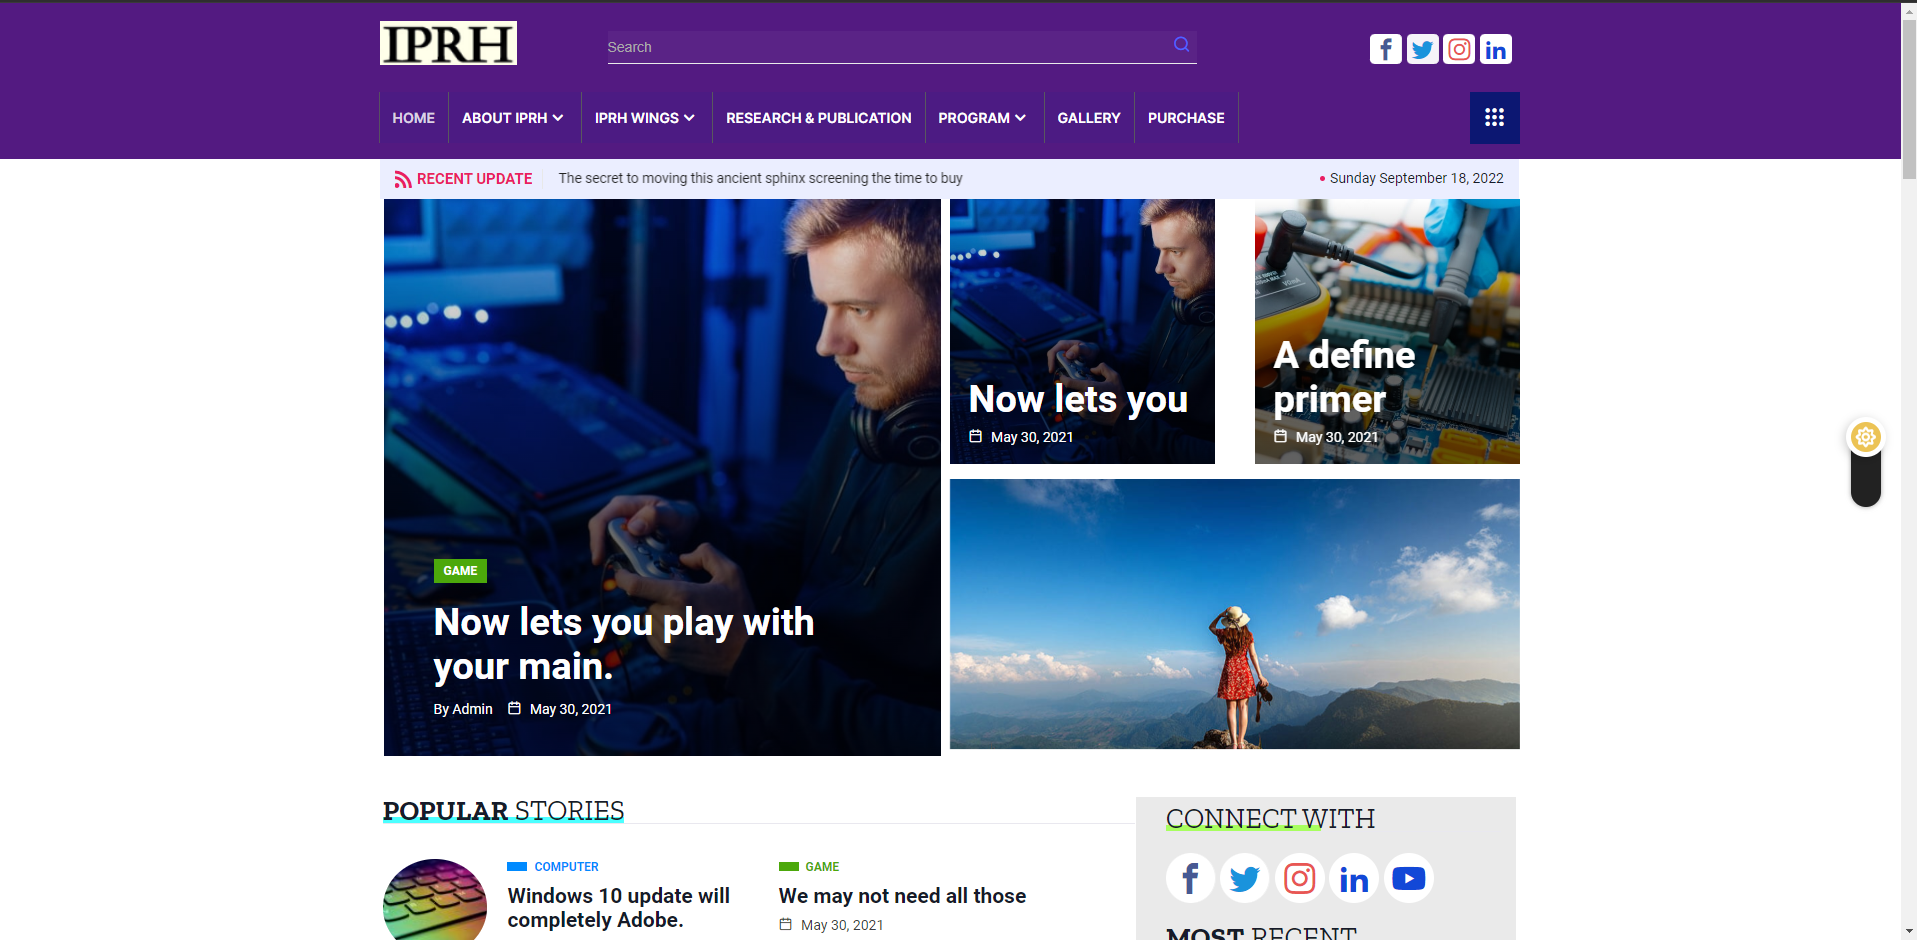 IPRH
Search
HOME
ABOUT IPRH
IPRH WINGS
RESEARCH & PUBLICATION
PROGRAM
GALLERY
PURCHASE
RECENT UPDATE
The secret to moving this ancient sphinx screening the time to buy
Sunday September 18, 2022
GAME
Now lets you play with
your main.
By Admin
May 30, 2021
Now lets you
May 30, 2021
A define
primer
May 30, 2021
POPULAR STORIES
COMPUTER
Windows 10 update will
completely Adobe.
GAME
We may not need all those
May 30, 2021
CONNECT WITH
MOST RECENT